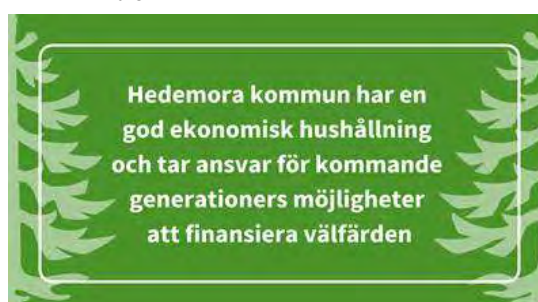 Hedemora kommun har en
god ekonomisk hushållning
och tar ansvar för kommande
generationers möjligheter
att finansiera välfärden